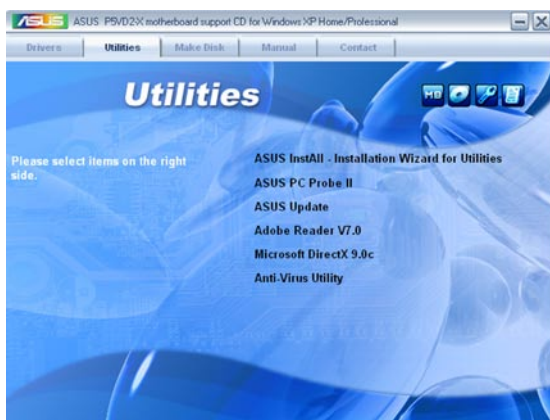 ASUS ASUS P5VD2-X motherboard support CD for Windows XP Home/Professional
Drivers Utilities Make Disk Manual Contact
Utilities
MB
Please select items on the right
side.
ASUS InstAll - Installation Wizard for Utilities
ASUS PC Probe II
ASUS Update
Adobe Reader V7.0
Microsoft DirectX 9.0c
Anti-Virus Utility